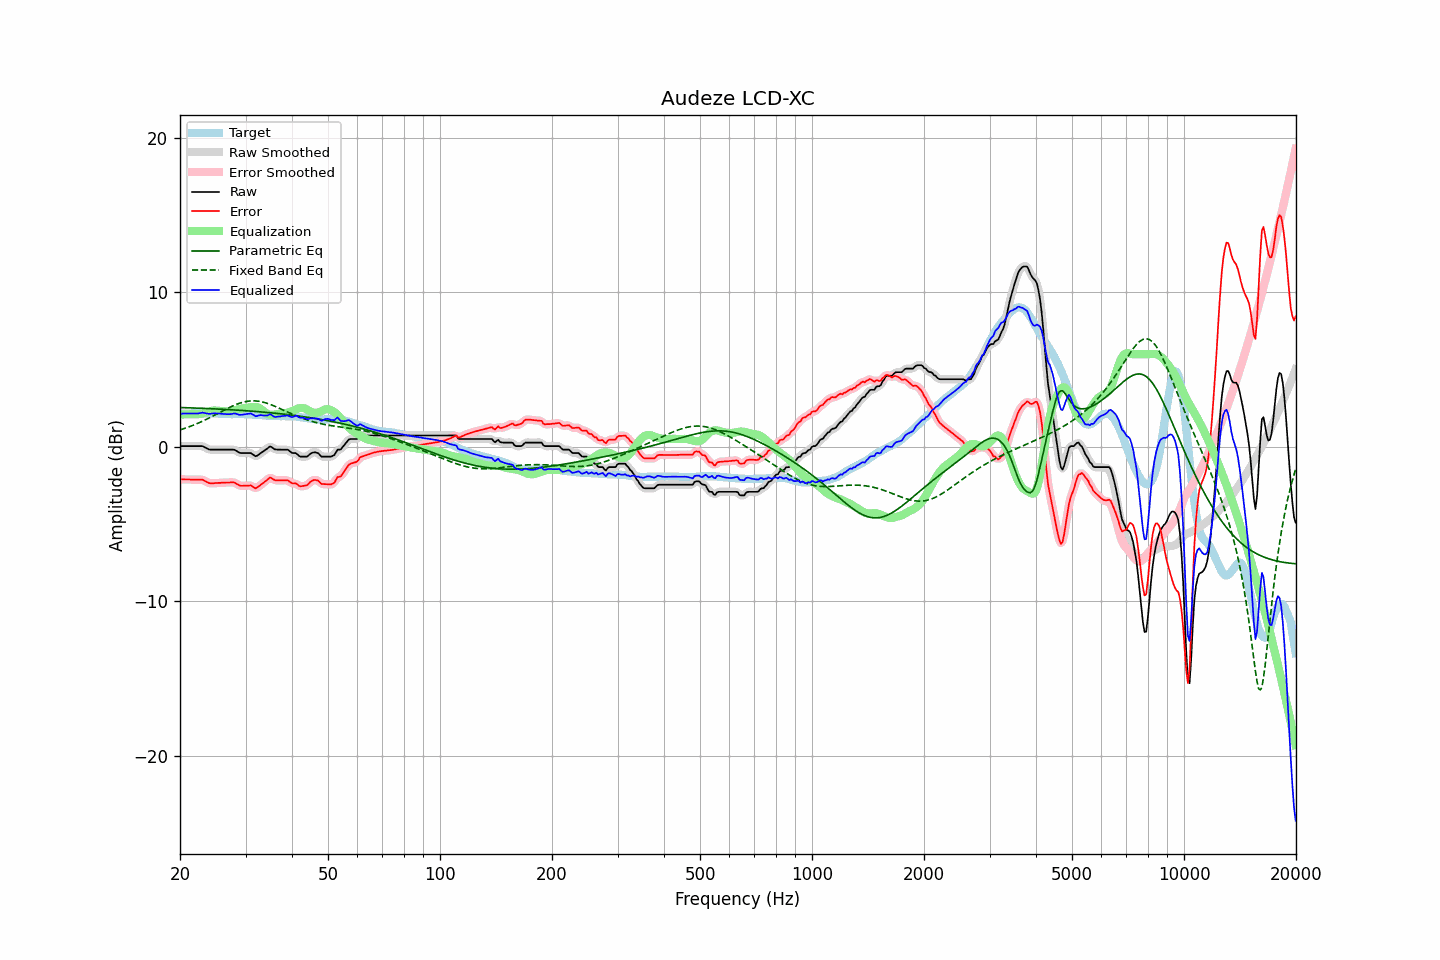 Audeze LCD-XC
Target
Raw Smoothed
Error Smoothed
Raw
Error
Equalization
Parametric Eq
Fixed Band Eq
Equalized
20
10
0
−10
−20
Amplitude (dBr)
20
50
100
200
500
1000
2000
5000
10000
20000
Frequency (Hz)